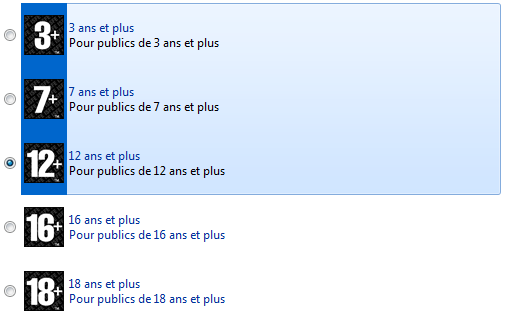 3+
3 ans et plus
Pour publics de 3 ans et plus
7+
7 ans et plus
Pour publics de 7 ans et plus
12+
12 ans et plus
Pour publics de 12 ans et plus
16+
16 ans et plus
Pour publics de 16 ans et plus
18+
18 ans et plus
Pour publics de 18 ans et plus